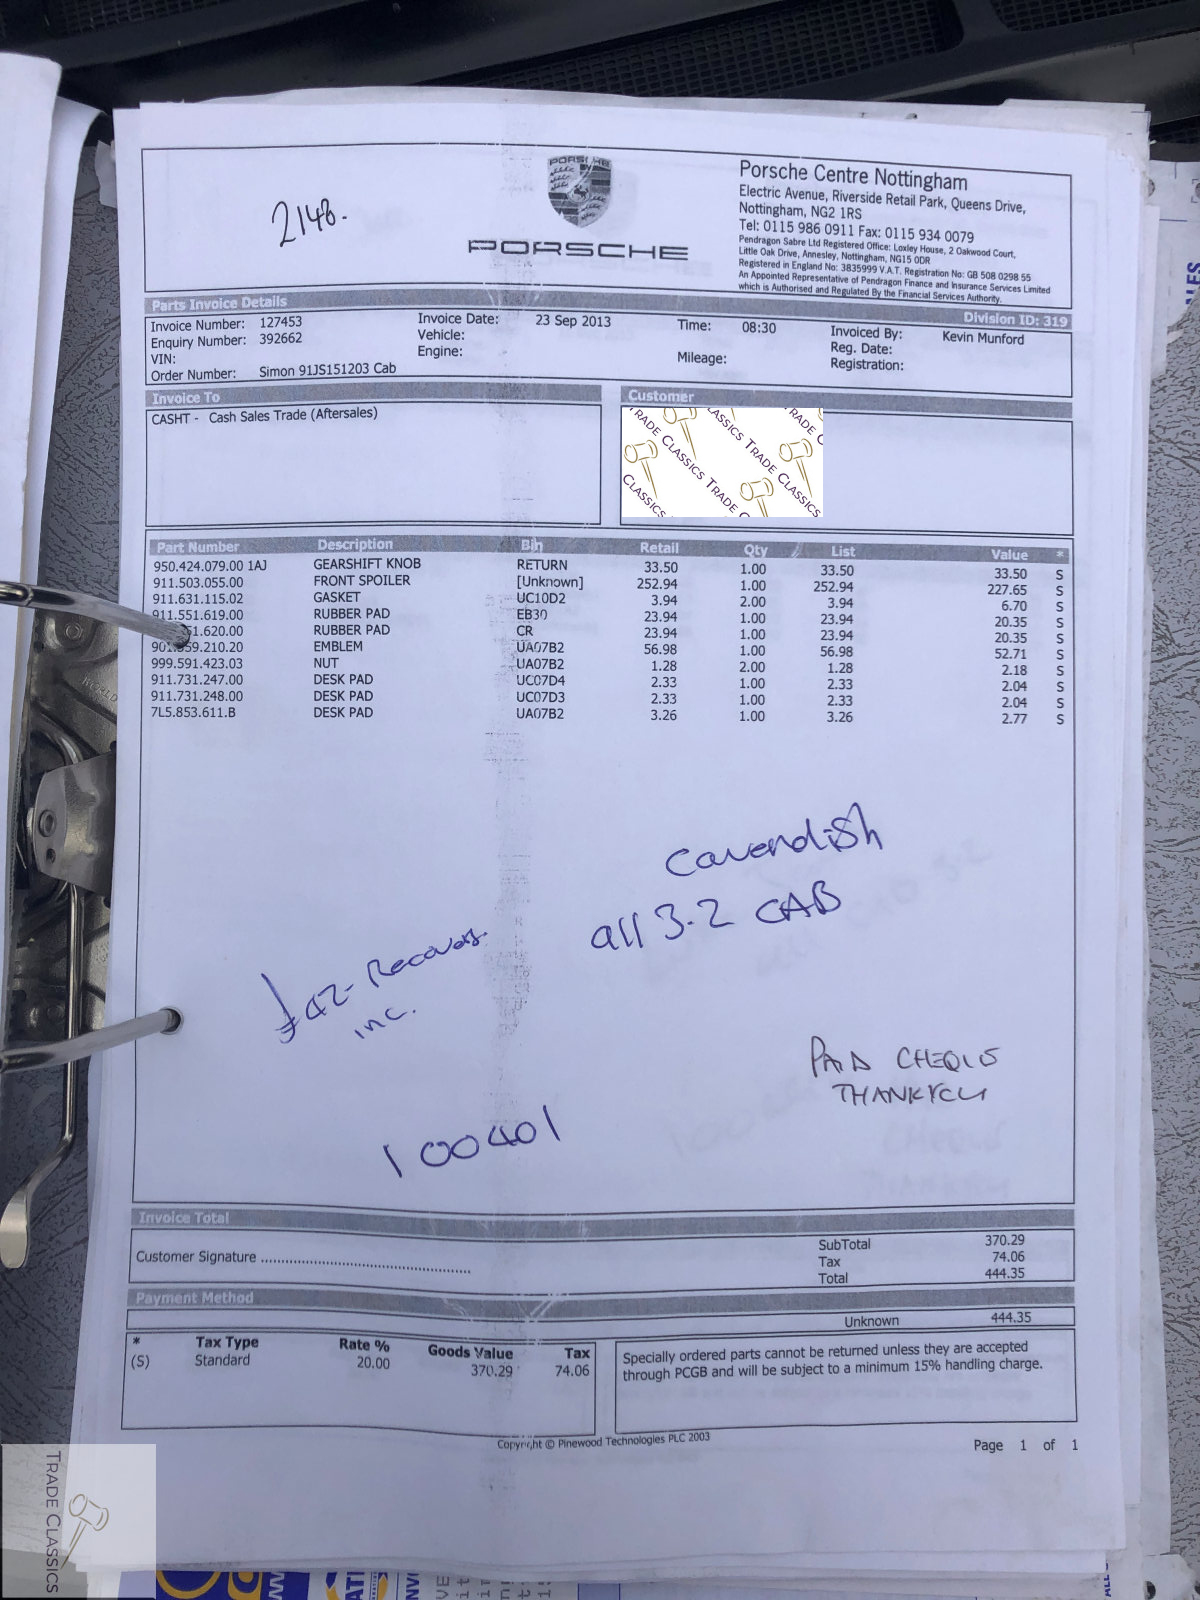 2148.
PORSCHE
PORSCHE
Porsche Centre Nottingham
Electric Avenue, Riverside Retail Park, Queens Drive,
Nottingham, NG2 1RS
Tel: 0115 986 0911 Fax: 0115 934 0079
Pendragon Sabre Ltd Registered Office: Loxley House, 2 Oakwood Court,
Little Oak Drive, Annesley, Nottingham, NG15 0DR
Registered in England No: 3835999 V.A.T. Registration No: GB 508 0298 55
An Appointed Representative of Pendragon Finance and Insurance Services Limited
which is Authorised and Regulated By the Financial Services Authority.
Parts Invoice Details Division ID: 319
Invoice Number: 127453 Invoice Date: 23 Sep 2013 Time: 08:30 Invoiced By: Kevin Munford
Enquiry Number: 392662 Vehicle: Reg. Date:
VIN: Engine: Mileage: Registration:
Order Number: Simon 91JS151203 Cab
Invoice To Customer
CASHT - Cash Sales Trade (Aftersales)
TRADE CLASSICS TRADE CLASSICS
Part Number Description Bin Retail Qty List Value *
950.424.079.00 1AJ GEARSHIFT KNOB RETURN 33.50 1.00 33.50 33.50 S
911.503.055.00 FRONT SPOILER [Unknown] 252.94 1.00 252.94 227.65 S
911.631.115.02 GASKET UC10D2 3.94 2.00 3.94 6.70 S
911.551.619.00 RUBBER PAD EB30 23.94 1.00 23.94 20.35 S
51.620.00 RUBBER PAD CR 23.94 1.00 23.94 20.35 S
59.210.20 EMBLEM UA07B2 56.98 1.00 56.98 52.71 S
999.591.423.03 NUT UA07B2 1.28 2.00 1.28 2.18 S
911.731.247.00 DESK PAD UC07D4 2.33 1.00 2.33 2.04 S
911.731.248.00 DESK PAD UC07D3 2.33 1.00 2.33 2.04 S
7L5.853.611.B DESK PAD UA07B2 3.26 1.00 3.26 2.77 S
Cavendish
all 3.2 CAB
inc.
PAID CHEQUE
THANKYOU
100401
Invoice Total
Customer Signature
SubTotal 370.29
Tax 74.06
Total 444.35
Payment Method
Unknown 444.35
* Tax Type Rate % Goods Value Tax
(S) Standard 20.00 370.29 74.06
Specially ordered parts cannot be returned unless they are accepted
through PCGB and will be subject to a minimum 15% handling charge.
Copyright © Pinewood Technologies PLC 2003
Page 1 of 1
TRADE CLASSICS